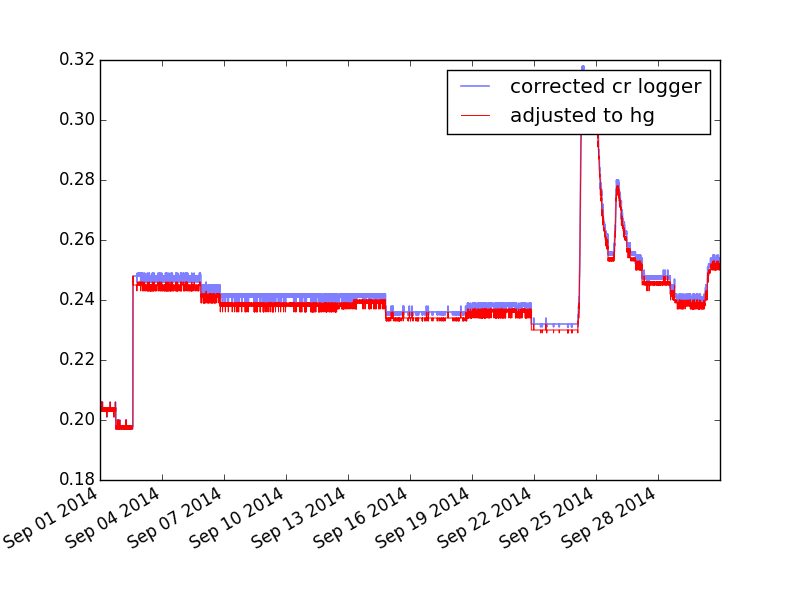 0.32
corrected cr logger
adjusted to hg
0.30
0.28
0.26
0.24
0.22
0.20
0.18
Sep 01 2014
Sep 04 2014
Sep 07 2014
Sep 10 2014
Sep 13 2014
Sep 16 2014
Sep 19 2014
Sep 22 2014
Sep 25 2014
Sep 28 2014